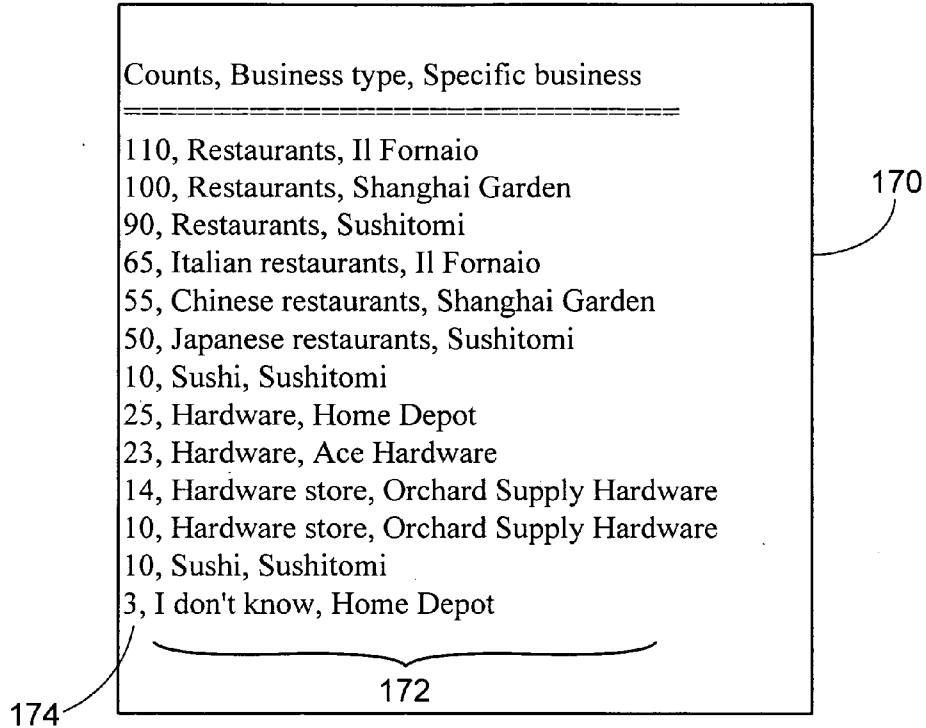 Counts, Business type, Specific business
=====================================
110, Restaurants, Il Fornaio
100, Restaurants, Shanghai Garden
90, Restaurants, Sushitomi
65, Italian restaurants, Il Fornaio
55, Chinese restaurants, Shanghai Garden
50, Japanese restaurants, Sushitomi
10, Sushi, Sushitomi
25, Hardware, Home Depot
23, Hardware, Ace Hardware
14, Hardware store, Orchard Supply Hardware
10, Hardware store, Orchard Supply Hardware
10, Sushi, Sushitomi
3, I don't know, Home Depot
170
172
174